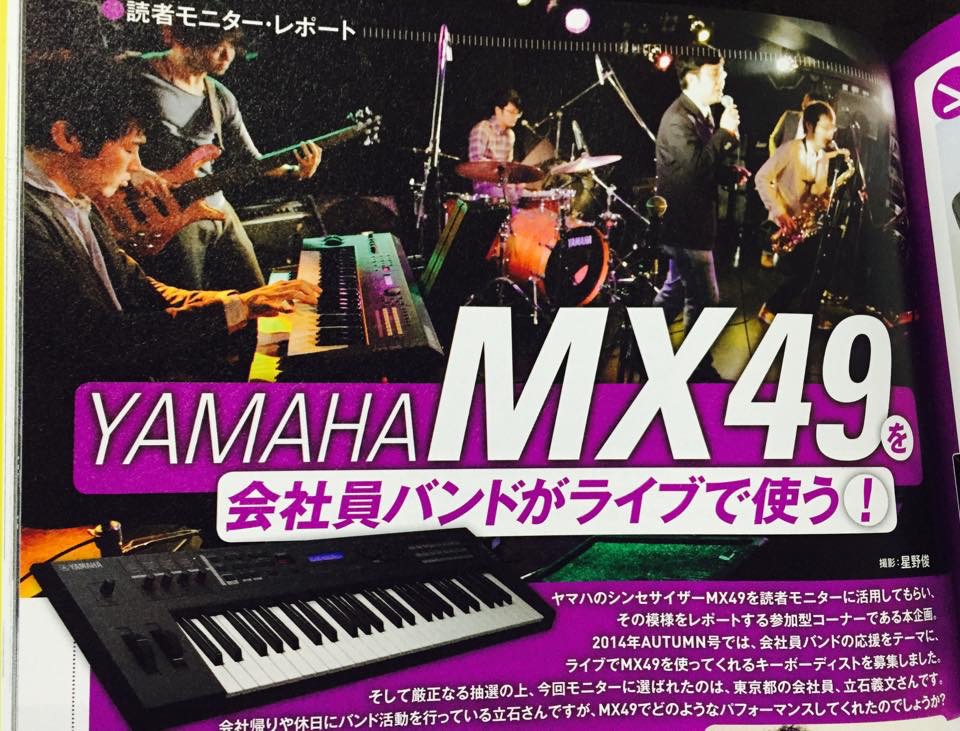 読者モニター・レポート
YAMAHA MX49を
会社員バンドがライブで使う!
YAMAHA
YAMAHA
撮影：星野俊
ヤマハのシンセサイザーMX49を読者モニターに活用してもらい、
その模様をレポートする参加型コーナーである本企画。
2014年AUTUMN号では、会社員バンドの応援をテーマに、
ライブでMX49を使ってくれるキーボーディストを募集しました。
そして厳正なる抽選の上、今回モニターに選ばれたのは、東京都の会社員、立石義文さんです。
会社帰りや休日にバンド活動を行っている立石さんですが、MX49でどのようなパフォーマンスしてくれたのでしょうか?